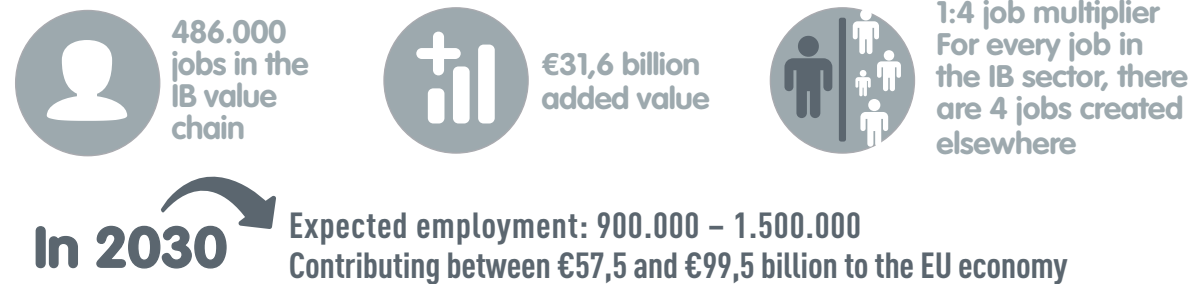 486.000
jobs in the
IB value
chain
€31,6 billion
added value
1:4 job multiplier
For every job in
the IB sector, there
are 4 jobs created
elsewhere
In 2030
Expected employment: 900.000 – 1.500.000
Contributing between €57,5 and €99,5 billion to the EU economy